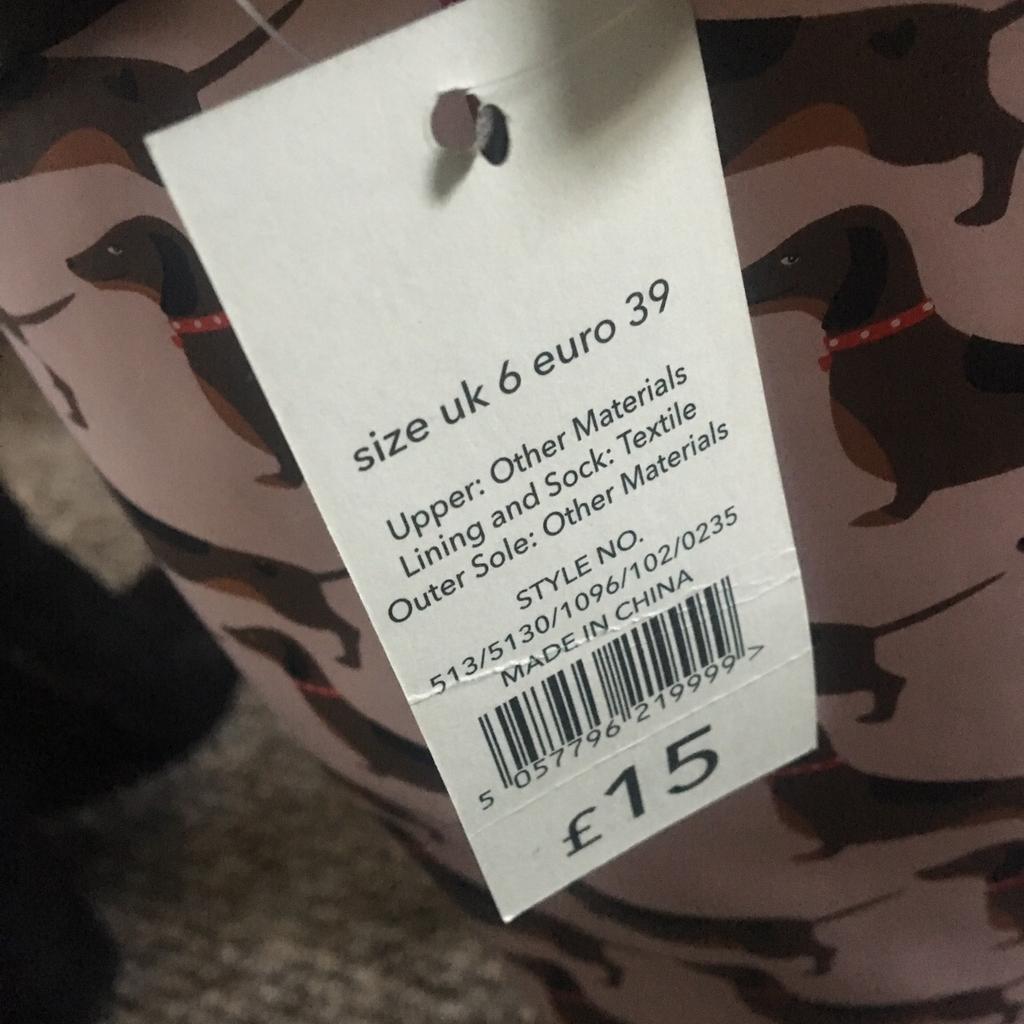 size uk 6 euro 39
Upper: Other Materials
Lining and Sock: Textile
Outer Sole: Other Materials
STYLE NO.
513/5130/1096/102/0235
MADE IN CHINA
5 057796 219999 >
£15